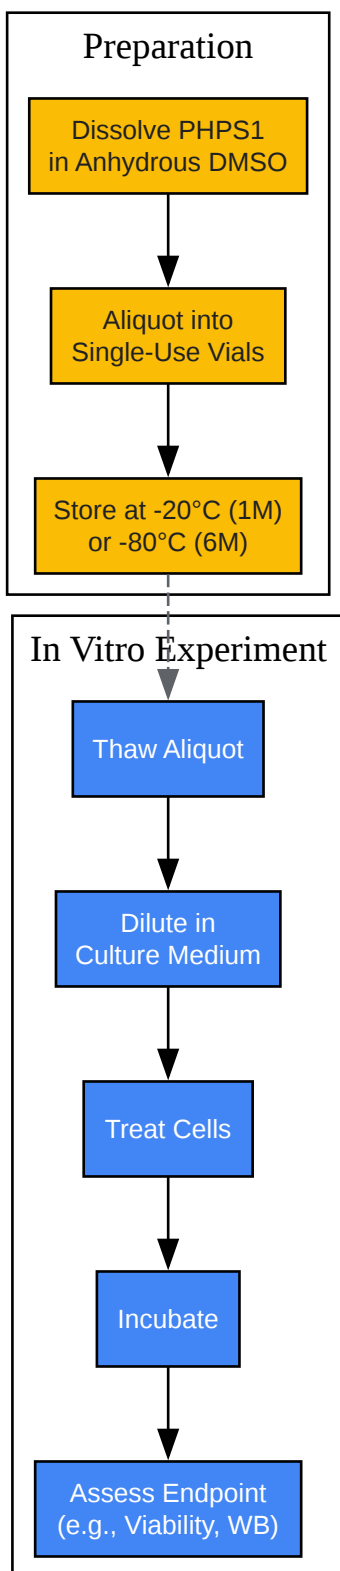 Preparation
Dissolve PHPS1
in Anhydrous DMSO
Aliquot into
Single-Use Vials
Store at -20°C (1M)
or -80°C (6M)
In Vitro Experiment
Thaw Aliquot
Dilute in
Culture Medium
Treat Cells
Incubate
Assess Endpoint
(e.g., Viability, WB)